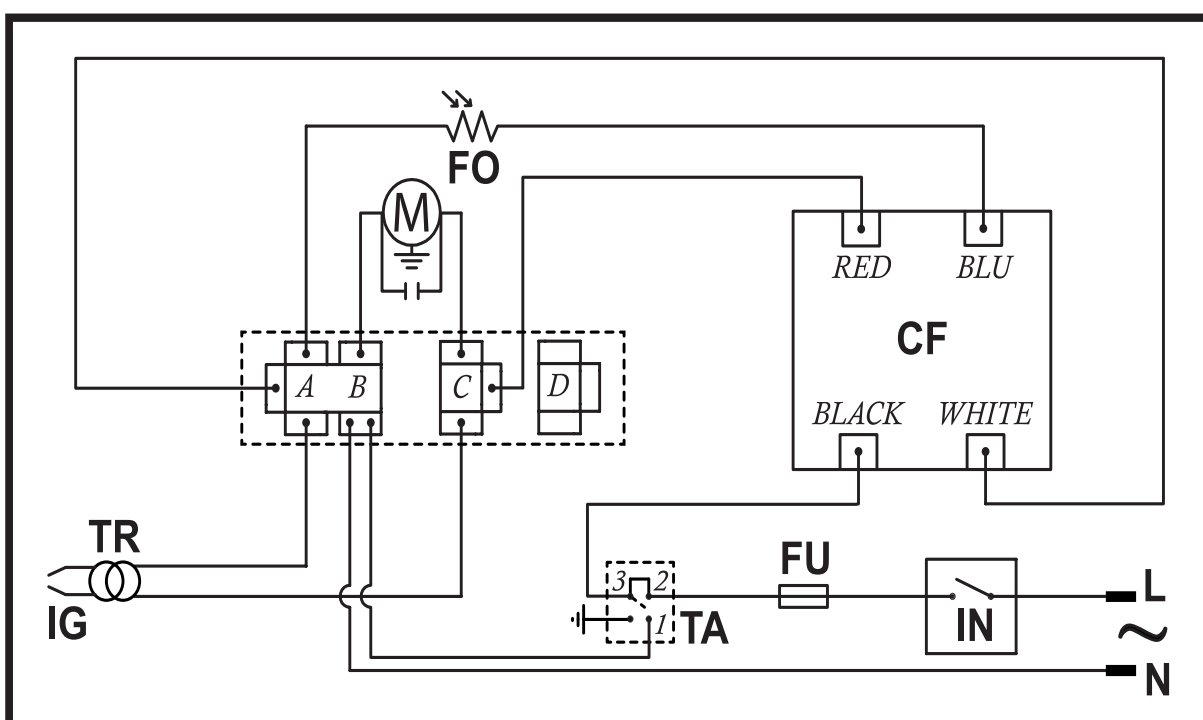 FO
M
RED BLU
CF
A B C D
BLACK WHITE
TR
IG
FU
3 2
1
TA
IN
L
~
N